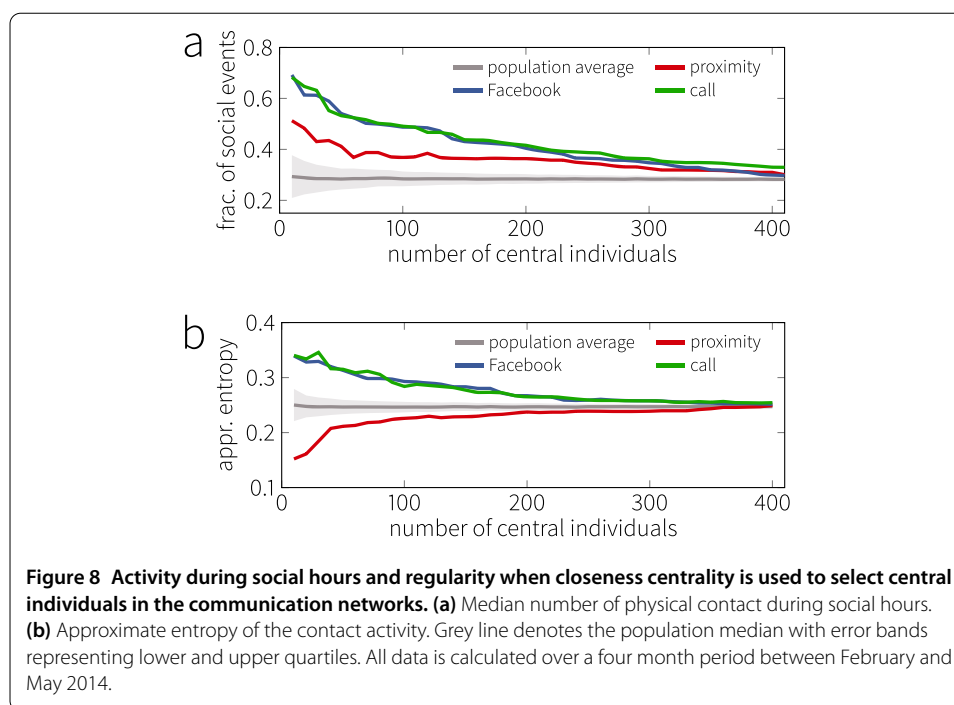 a
0.8
0.6
0.4
0.2
frac. of social events
population average
proximity
Facebook
call
0 100 200 300 400
number of central individuals
b
0.4
0.3
0.2
0.1
appr. entropy
population average
proximity
Facebook
call
0 100 200 300 400
number of central individuals
Figure 8 Activity during social hours and regularity when closeness centrality is used to select central
individuals in the communication networks. (a) Median number of physical contact during social hours.
(b) Approximate entropy of the contact activity. Grey line denotes the population median with error bands
representing lower and upper quartiles. All data is calculated over a four month period between February and
May 2014.